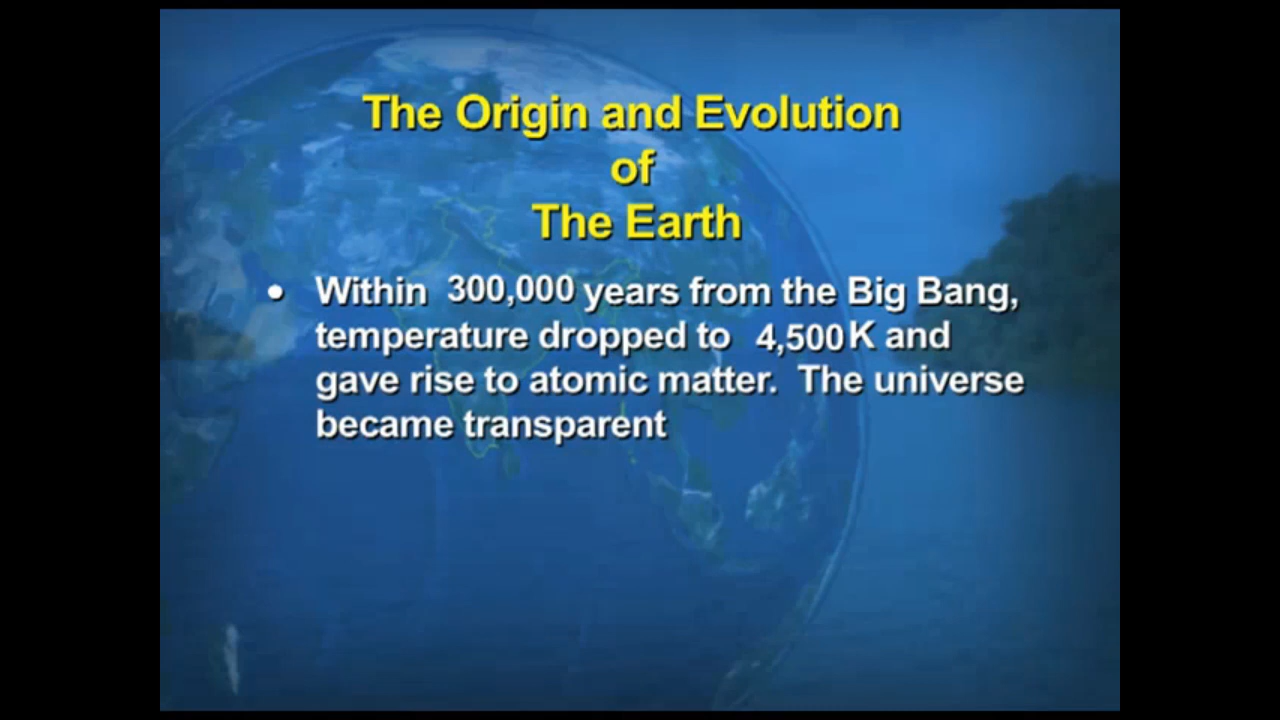 The Origin and Evolution
of
The Earth
• Within 300,000 years from the Big Bang,
temperature dropped to 4,500 K and
gave rise to atomic matter. The universe
became transparent